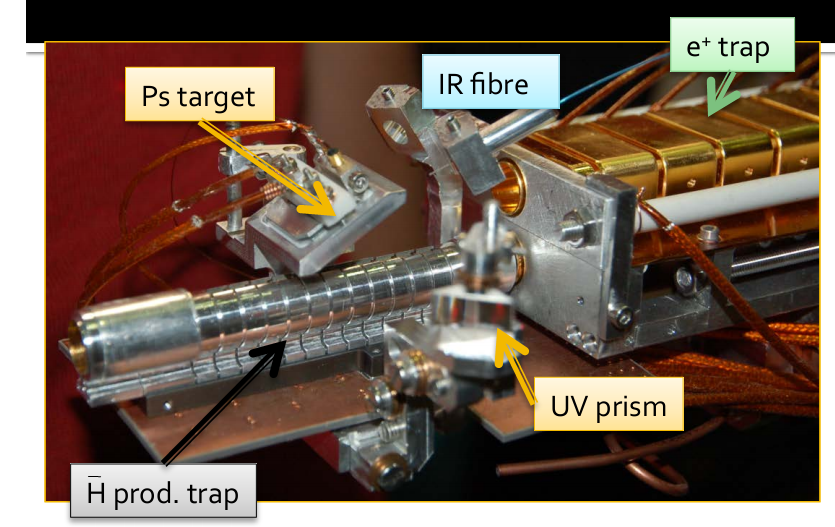 e⁺ trap
IR fibre
Ps target
UV prism
H̅ prod. trap